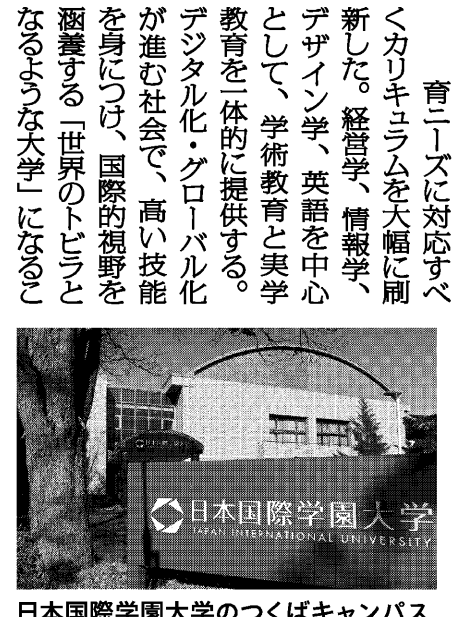 育ニーズに対応すべ
くカリキュラムを大幅に刷
新した。経営学、情報学、
デザイン学、英語を中心
として、学術教育と実学
教育を一体的に提供する。
デジタル化・グローバル化
が進む社会で、高い技能
を身につけ、国際的視野を
涵養する「世界のトビラと
なるような大学」になるこ
日本国際学園大学
JAPAN INTERNATIONAL UNIVERSITY
日本国際学園大学のつくばキャンパス